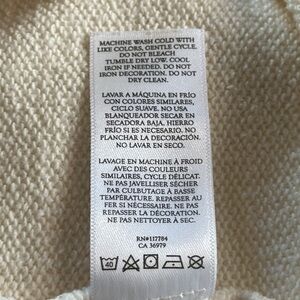 MACHINE WASH COLD WITH
LIKE COLORS, GENTLE CYCLE.
DO NOT BLEACH
TUMBLE DRY LOW. COOL
IRON IF NEEDED. DO NOT
IRON DECORATION. DO NOT
DRY CLEAN.
LAVAR A MÁQUINA EN FRÍO
CON COLORES SIMILARES,
CICLO SUAVE. NO USA
BLANQUEADOR SECAR EN
SECADORA BAJA. HIERRO
FRÍO SI ES NECESARIO. NO
PLANCHAR LA DECORACIÓN.
NO LAVAR EN SECO.
LAVAGE EN MACHINE À FROID
AVEC DES COULEURS
SIMILAIRES, CYCLE DÉLICAT.
NE PAS JAVELLISER SÉCHER
PAR CULBUTAGE À BASSE
TEMPÉRATURE. REPASSER AU
FER SI NÉCESSAIRE. NE PAS
REPASSER LA DÉCORATION.
NE PAS NETTOYER À SEC.
RN#117784
CA 36979
40